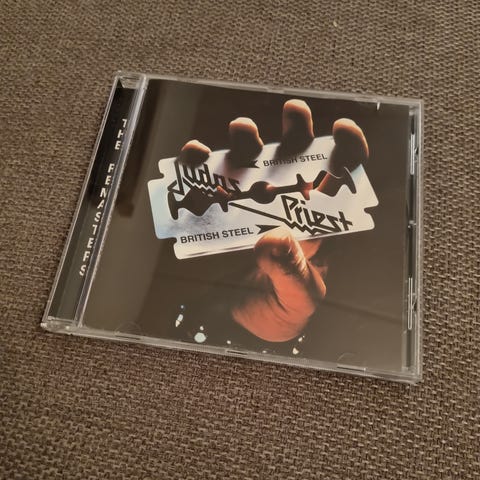 THE REMASTERS
BRITISH STEEL
Judas
Priest
BRITISH STEEL